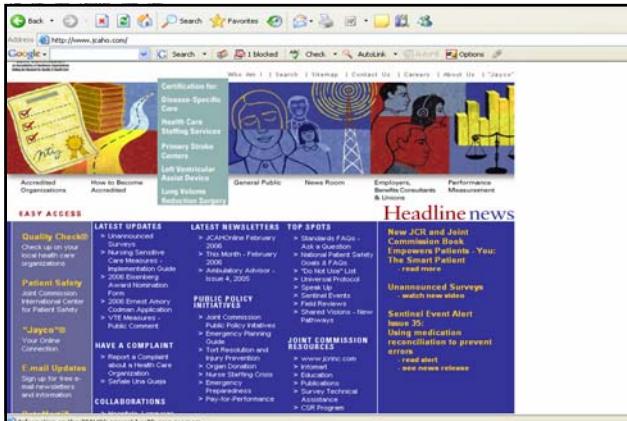 Back
Search
Favorites
Address
http://www.jcaho.com/
Google
Search
1 blocked
Check
AutoLink
Options
Who Am I | Search | Sitemap | Contact Us | Careers | About Us | "Jayco"
Certification for:
Disease-Specific
Care
Health Care
Staffing Services
Primary Stroke
Centers
Left Ventricular
Assist Device
Lung Volume
Reduction Surgery
Accredited
Organizations
How to Become
Accredited
General Public
News Room
Employers,
Benefits Consultants
& Unions
Performance
Measurement
EASY ACCESS
Quality Check®
Check up on your
local health care
organizations
Patient Safety
Joint Commission
International Center
for Patient Safety
"Jayco"®
Your Online
Connection
E-mail Updates
Sign up for free e-
mail newsletters
and information
LATEST UPDATES
> Unannounced
Surveys
> Nursing Sensitive
Care Measures -
Implementation Guide
> 2006 Eisenberg
Award Nomination
Form
> 2006 Ernest Amory
Codman Application
> VTE Measures -
Public Comment
HAVE A COMPLAINT
> Report a Complaint
about a Health Care
Organization
> Señale Una Queja
COLLABORATIONS
LATEST NEWSLETTERS
> JCAHOnline February
2006
> This Month - February
2006
> Ambulatory Advisor -
Issue 4, 2005
PUBLIC POLICY
INITIATIVES
> Joint Commission
Public Policy Initiatives
> Emergency Planning
Guide
> Tort Resolution and
Injury Prevention
> Organ Donation
> Nurse Staffing Crisis
> Emergency
Preparedness
> Pay-for-Performance
TOP SPOTS
> Standards FAQs -
Ask a Question
> National Patient Safety
Goals & FAQs
> "Do Not Use" List
> Universal Protocol
> Speak Up
> Sentinel Events
> Field Reviews
> Shared Visions - New
Pathways
JOINT COMMISSION
RESOURCES
> www.jcrinc.com
> Infomart
> Education
> Publications
> Survey Technical
Assistance
> CSR Program
Headline news
New JCR and Joint
Commission Book
Empowers Patients - You:
The Smart Patient
- read more
Unannounced Surveys
- watch new video
Sentinel Event Alert
Issue 35:
Using medication
reconciliation to prevent
errors
- read alert
- see news release